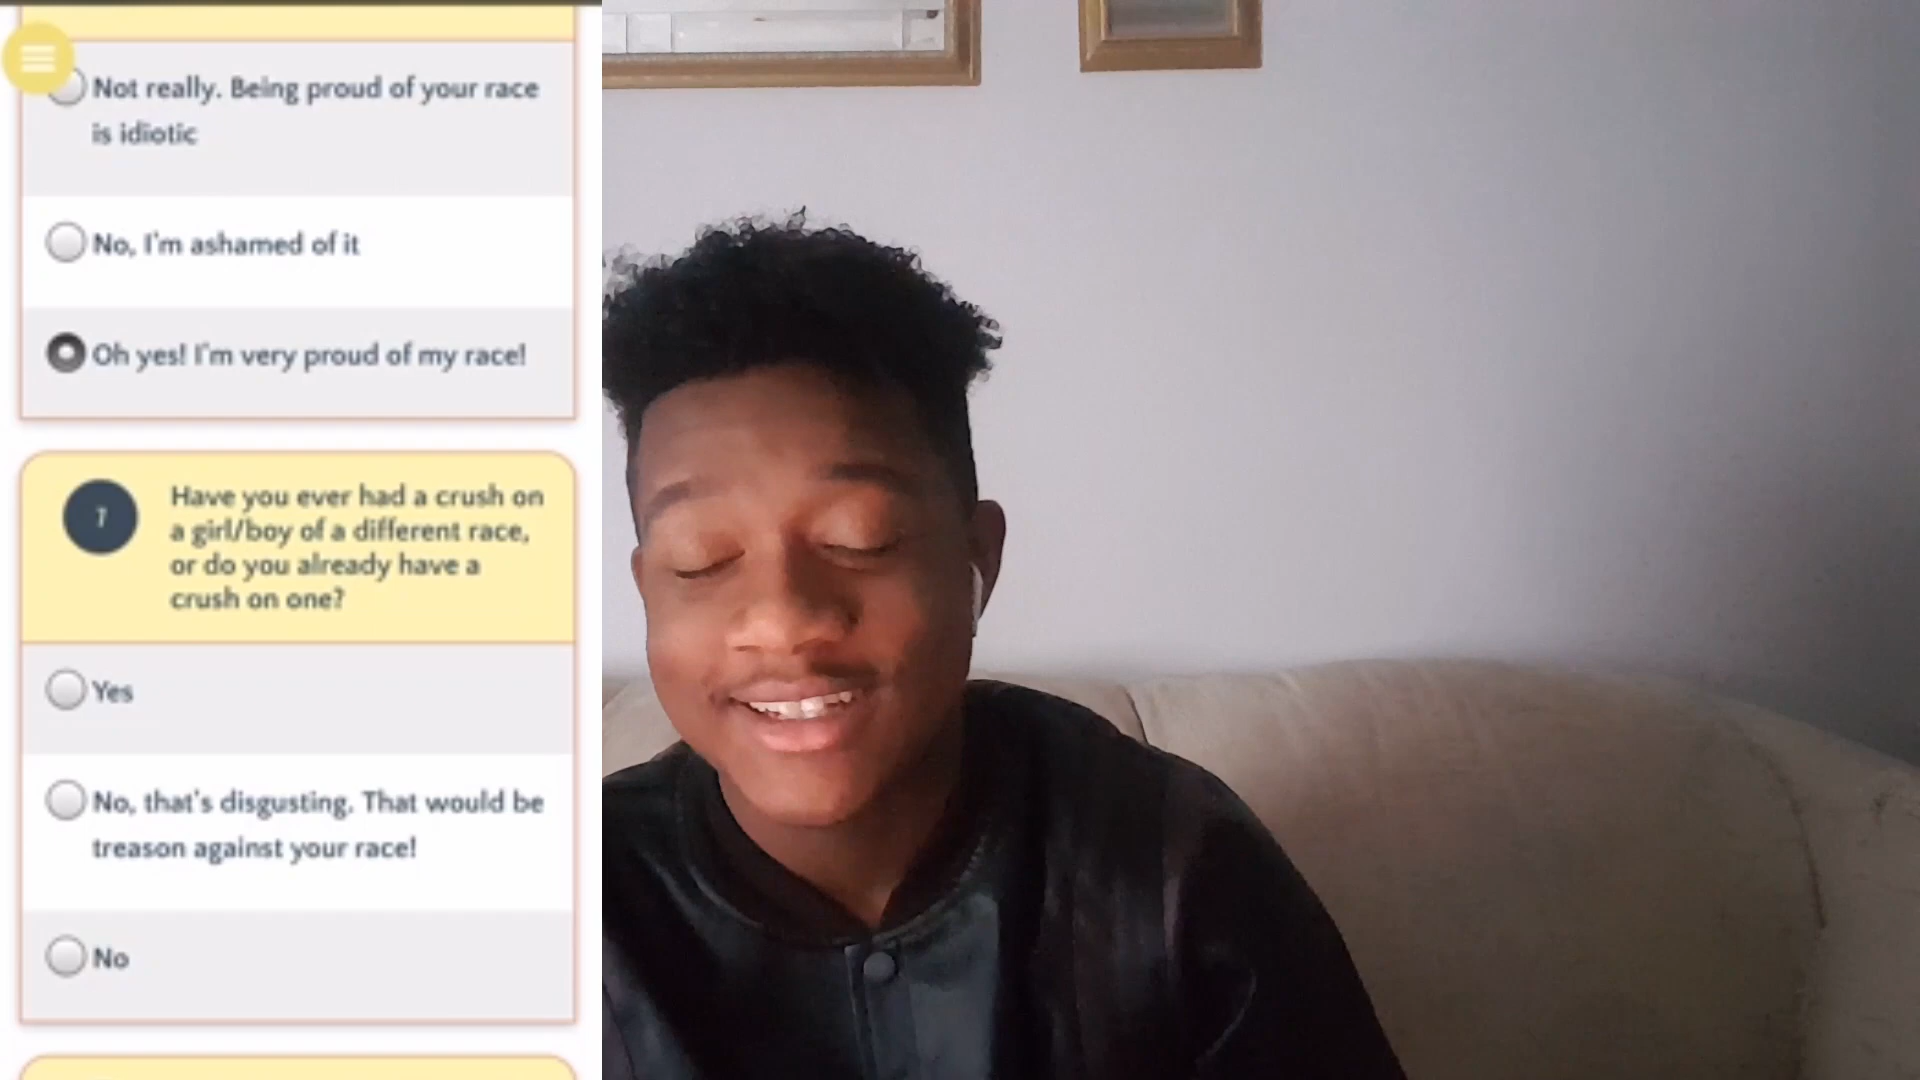 Not really. Being proud of your race
is idiotic
No, I'm ashamed of it
Oh yes! I'm very proud of my race!
7
Have you ever had a crush on
a girl/boy of a different race,
or do you already have a
crush on one?
Yes
No, that's disgusting. That would be
treason against your race!
No